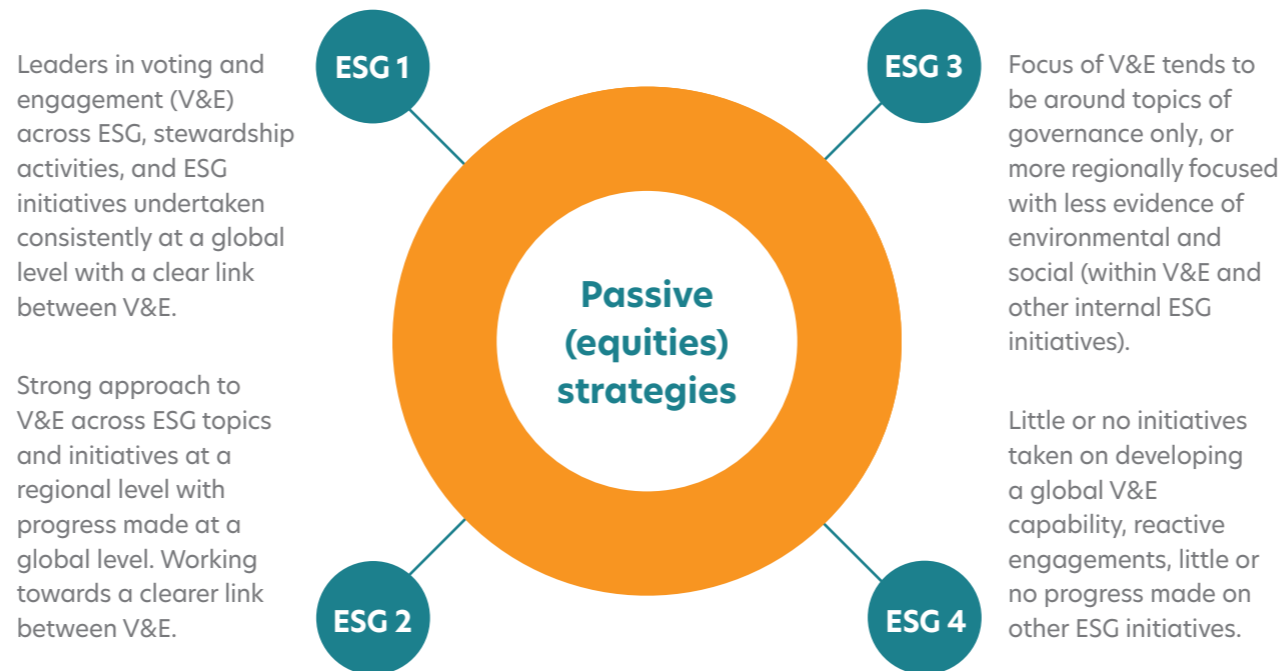 ESG 1
Leaders in voting and
engagement (V&E)
across ESG, stewardship
activities, and ESG
initiatives undertaken
consistently at a global
level with a clear link
between V&E.
ESG 2
Strong approach to
V&E across ESG topics
and initiatives at a
regional level with
progress made at a
global level. Working
towards a clearer link
between V&E.
Passive
(equities)
strategies
ESG 3
Focus of V&E tends to
be around topics of
governance only, or
more regionally focused
with less evidence of
environmental and
social (within V&E and
other internal ESG
initiatives).
ESG 4
Little or no initiatives
taken on developing
a global V&E
capability, reactive
engagements, little or
no progress made on
other ESG initiatives.